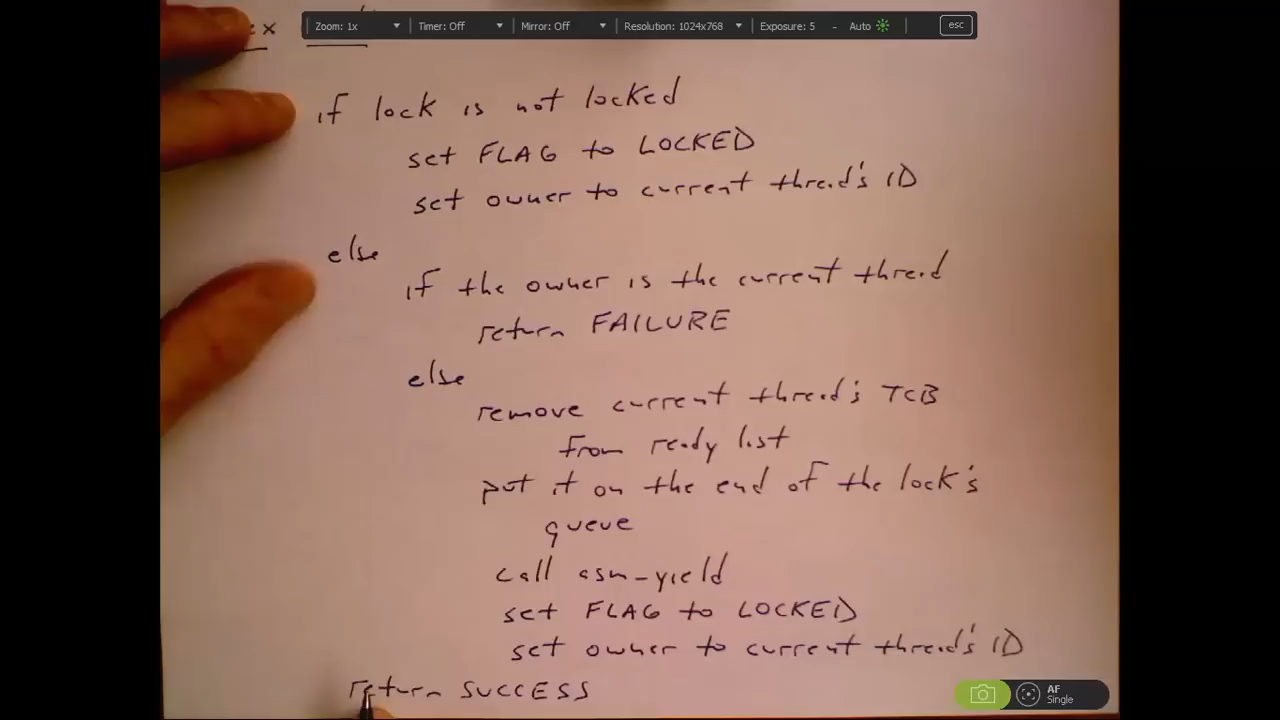 Zoom: 1x Timer: Off Mirror: Off Resolution: 1024x768 Exposure: 5 - Auto esc
if lock is not locked
set FLAG to LOCKED
set owner to current thread's ID
else
if the owner is the current thread
return FAILURE
else
remove current thread's TCB
from ready list
put it on the end of the lock's
queue
call asm-yield
set FLAG to LOCKED
set owner to current thread's ID
return SUCCESS
AF
Single